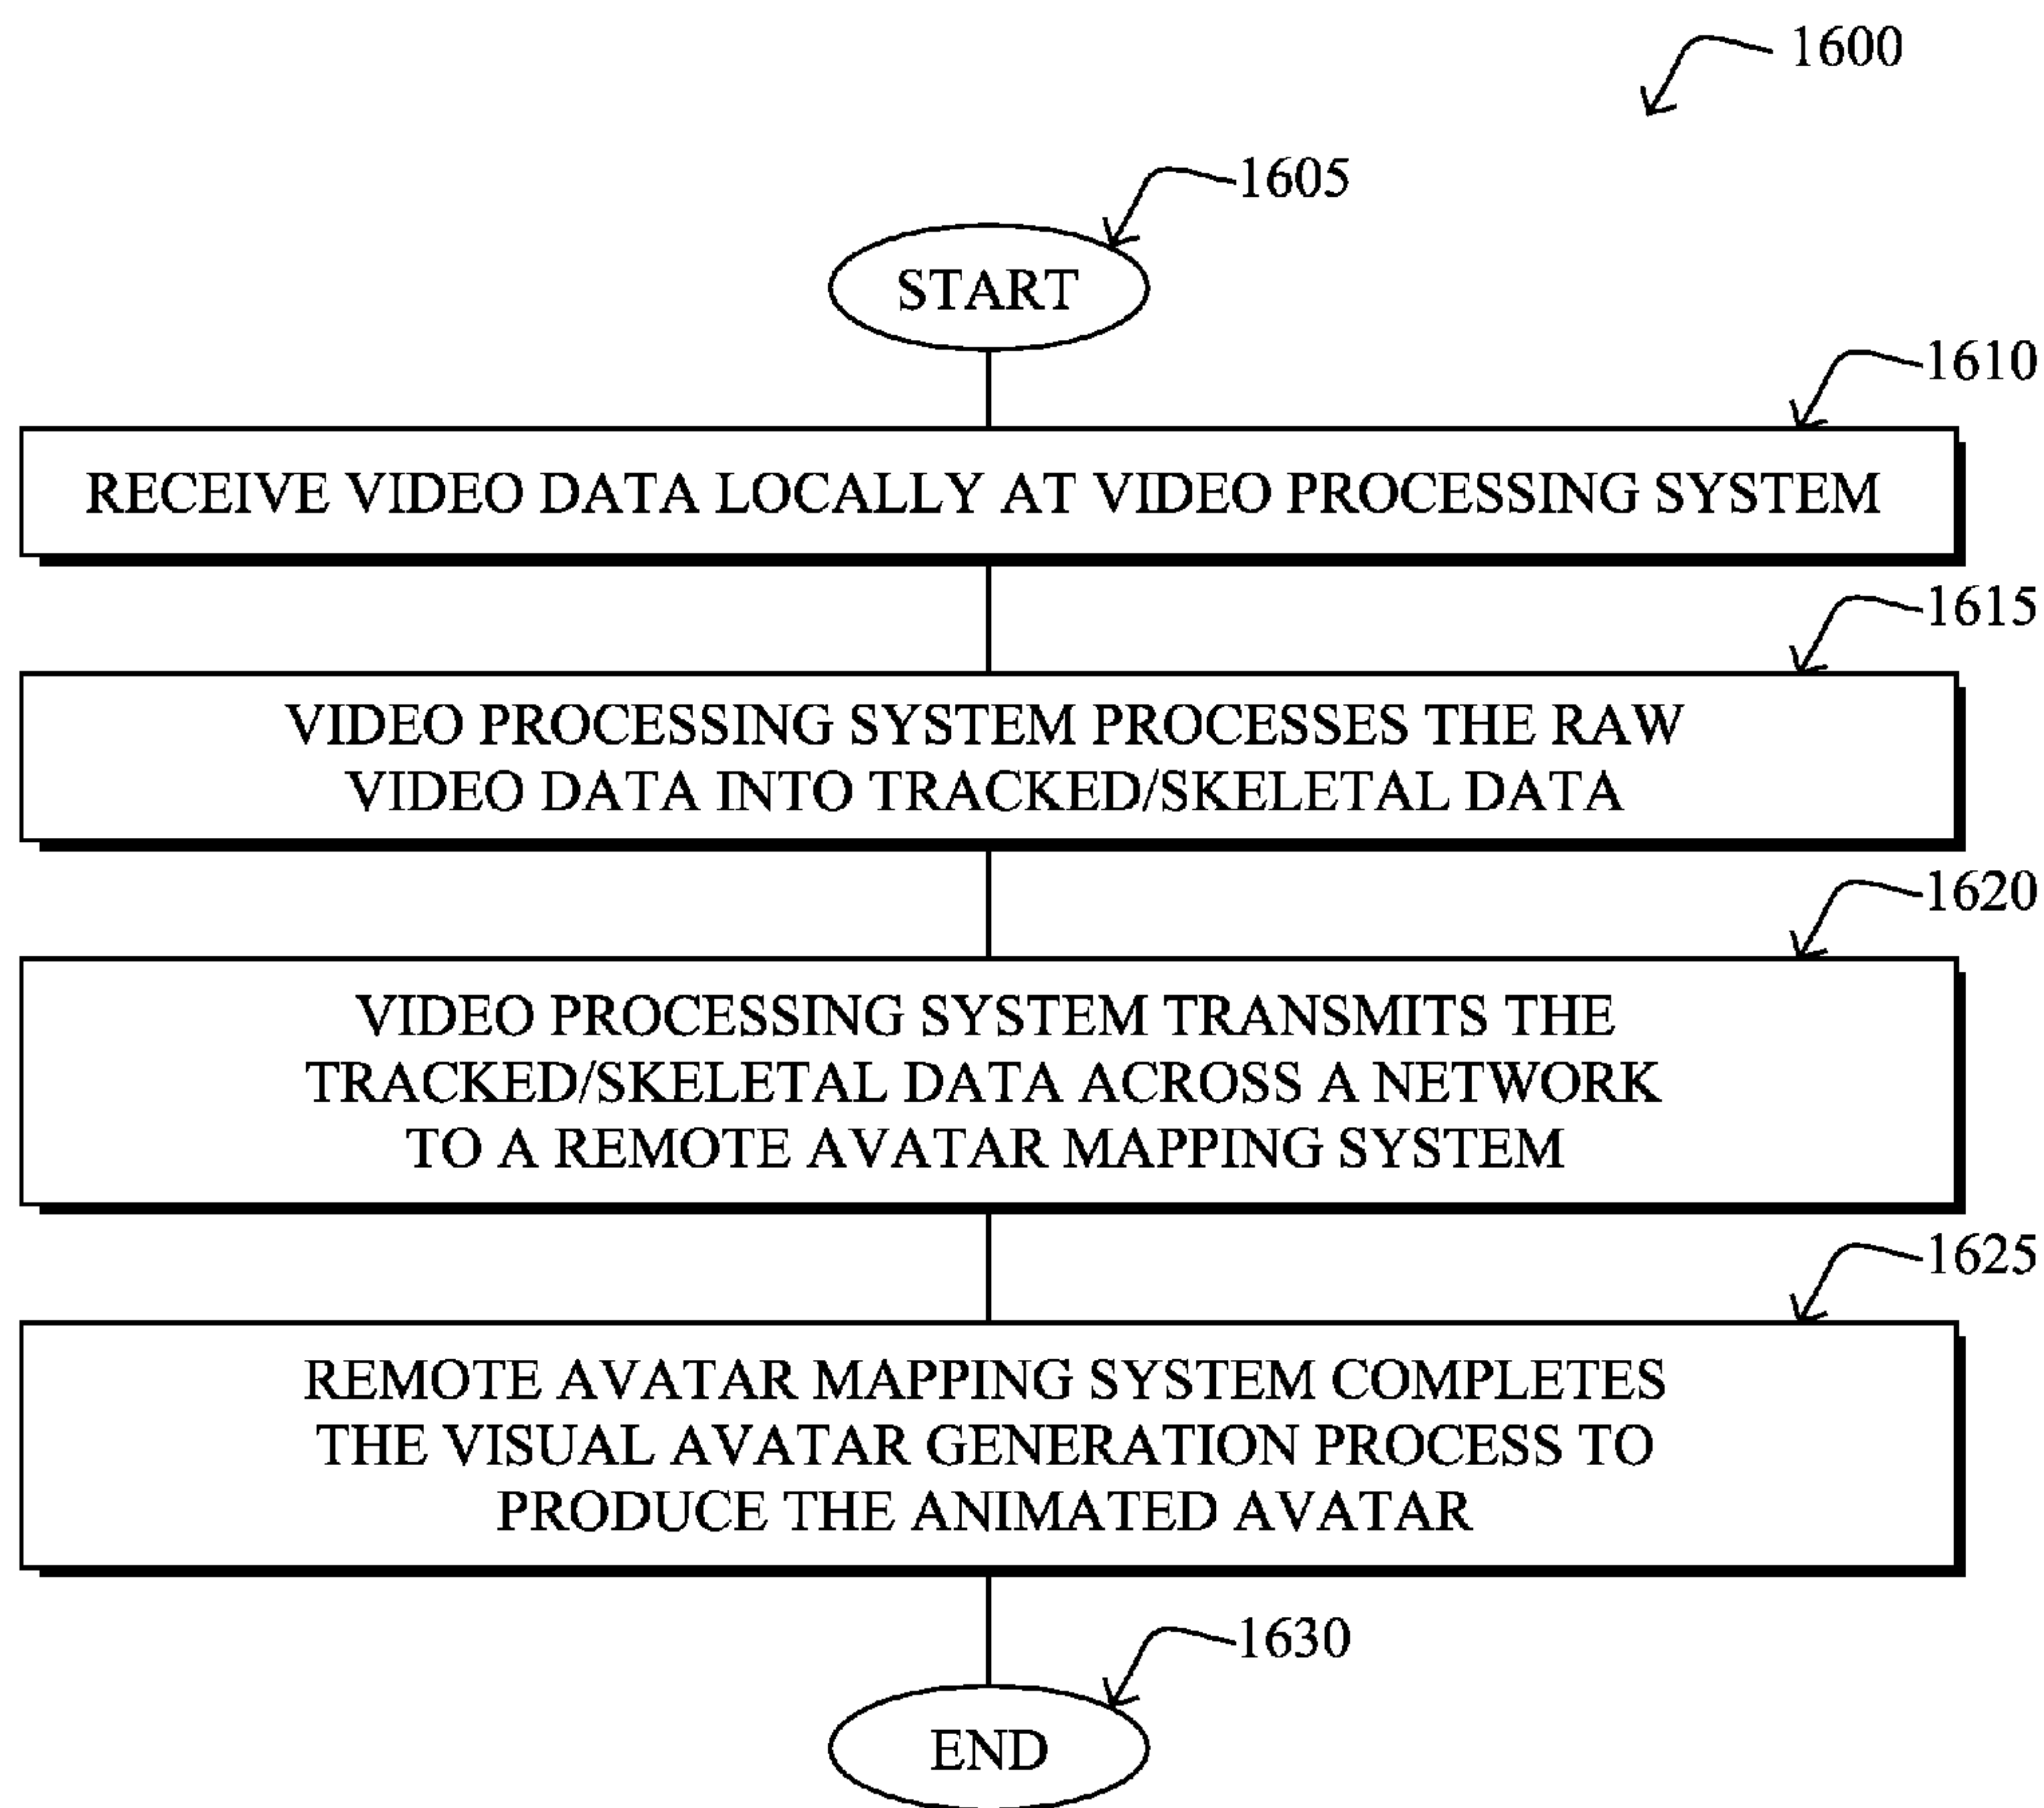 1600
1605
START
1610
RECEIVE VIDEO DATA LOCALLY AT VIDEO PROCESSING SYSTEM
1615
VIDEO PROCESSING SYSTEM PROCESSES THE RAW
VIDEO DATA INTO TRACKED/SKELETAL DATA
1620
VIDEO PROCESSING SYSTEM TRANSMITS THE
TRACKED/SKELETAL DATA ACROSS A NETWORK
TO A REMOTE AVATAR MAPPING SYSTEM
1625
REMOTE AVATAR MAPPING SYSTEM COMPLETES
THE VISUAL AVATAR GENERATION PROCESS TO
PRODUCE THE ANIMATED AVATAR
1630
END